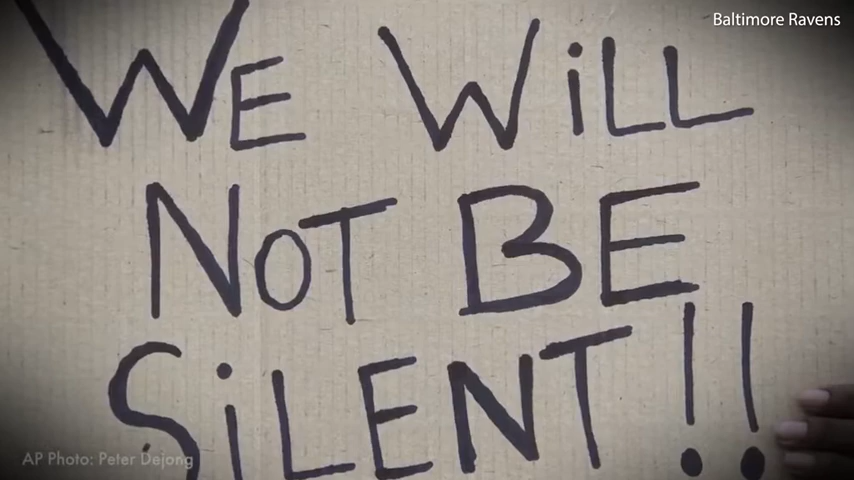 Baltimore Ravens
WE WiLL
NOT BE
SiLENT!!
AP Photo: Peter Dejong